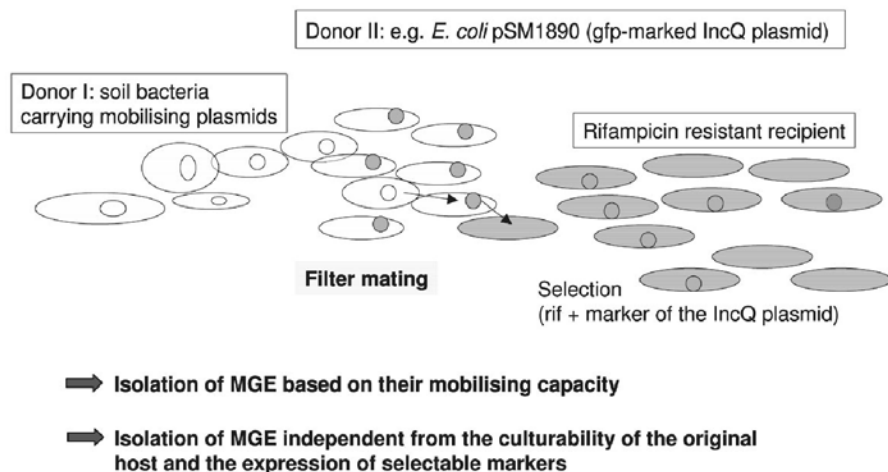 Donor II: e.g. E. coli pSM1890 (gfp-marked IncQ plasmid)
Donor I: soil bacteria
carrying mobilising plasmids
Rifampicin resistant recipient
Filter mating
Selection
(rif + marker of the IncQ plasmid)
Isolation of MGE based on their mobilising capacity
Isolation of MGE independent from the culturability of the original
host and the expression of selectable markers